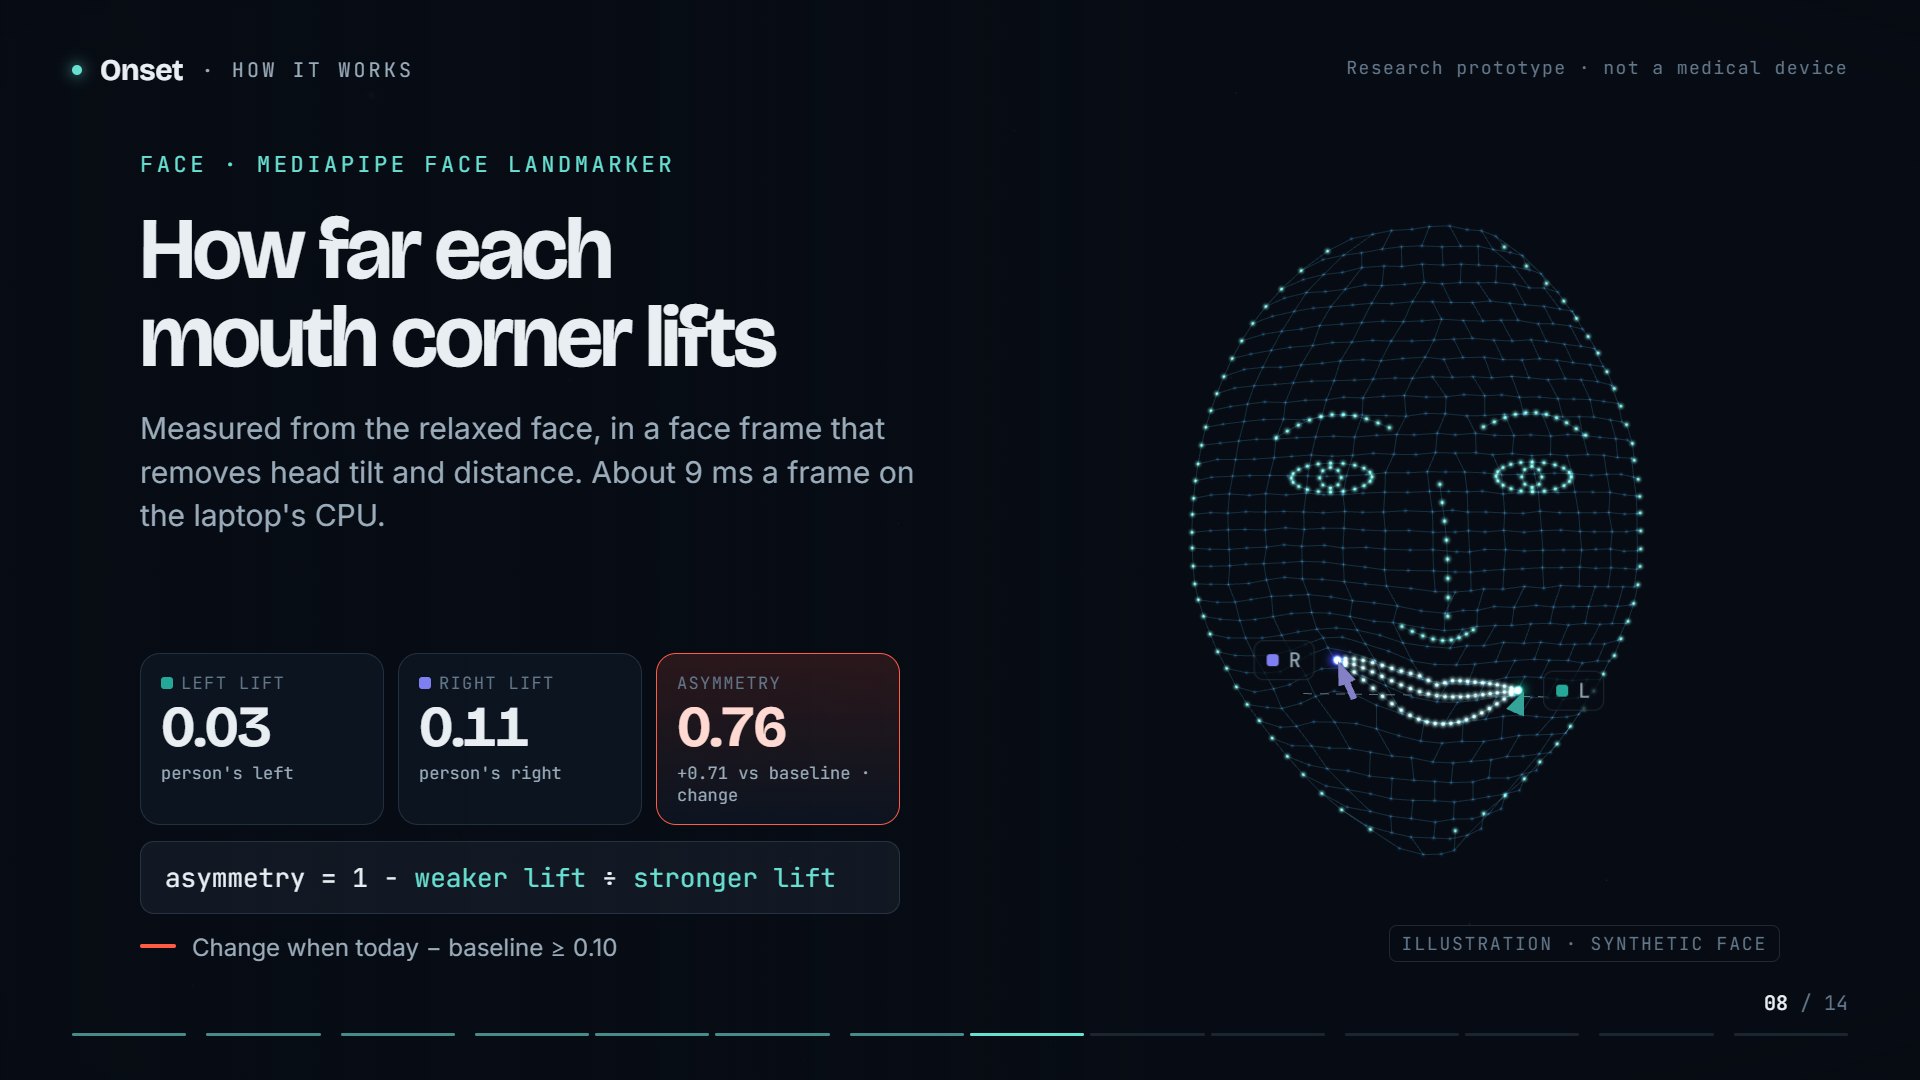 Onset · HOW IT WORKS
Research prototype · not a medical device
FACE · MEDIAPIPE FACE LANDMARKER
How far each
mouth corner lifts
Measured from the relaxed face, in a face frame that
removes head tilt and distance. About 9 ms a frame on
the laptop's CPU.
LEFT LIFT
0.03
person's left
RIGHT LIFT
0.11
person's right
ASYMMETRY
0.76
+0.71 vs baseline ·
change
asymmetry = 1 - weaker lift ÷ stronger lift
Change when today – baseline ≥ 0.10
R
L
ILLUSTRATION · SYNTHETIC FACE
08 / 14